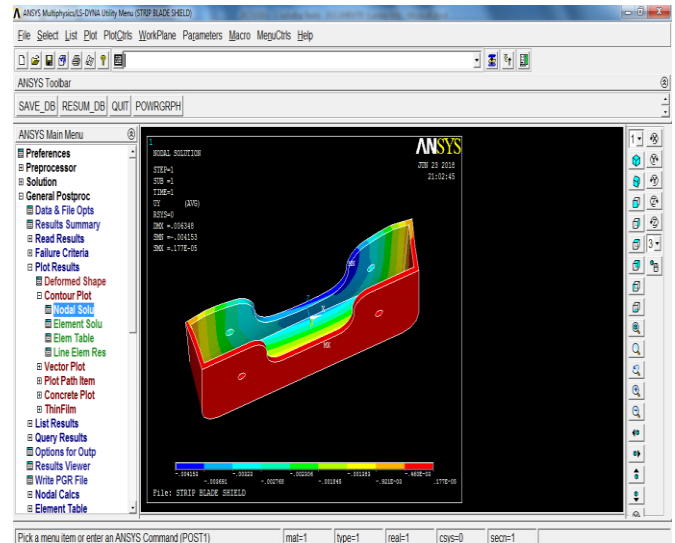 ANSYS Multiphysics/LS-DYNA Utility Menu (STRIP BLADE SHIELD)
File Select List Plot PlotCtrls WorkPlane Parameters Macro MenuCtrls Help
ANSYS Toolbar
SAVE_DB RESUM_DB QUIT POWRGRPH
ANSYS Main Menu
Preferences
Preprocessor
Solution
General Postproc
Data & File Opts
Results Summary
Read Results
Failure Criteria
Plot Results
Deformed Shape
Contour Plot
Nodal Solu
Element Solu
Elem Table
Line Elem Res
Vector Plot
Plot Path Item
Concrete Plot
ThinFilm
List Results
Query Results
Options for Outp
Results Viewer
Write PGR File
Nodal Calcs
Element Table
1
NODAL SOLUTION
STEP=1
SUB =1
TIME=1
UY (AVG)
RSYS=0
DMX =.006348
SMN =-.004153
SMX =.177E-05
ANSYS
JUN 23 2018
21:02:45
MN
Z
X
MX
-.004153 -.00323 -.002306 -.001383 -.460E-03
-.003691 -.002768 -.001845 -.921E-03 .177E-05
File: STRIP BLADE SHIELD
1
3
Pick a menu item or enter an ANSYS Command (POST1) mat=1 type=1 real=1 csys=0 secn=1